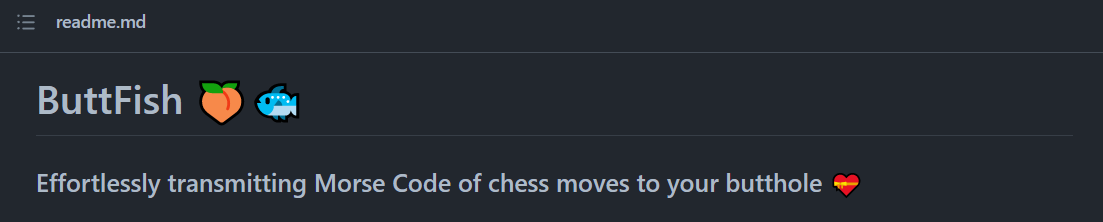 readme.md
ButtFish 🍑 🐟
Effortlessly transmitting Morse Code of chess moves to your butthole 💝